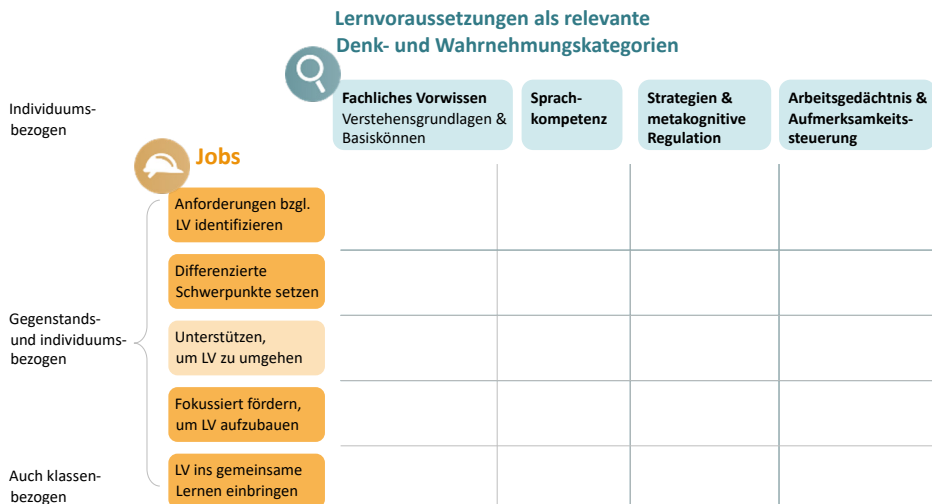 Lernvoraussetzungen als relevante
Denk- und Wahrnehmungskategorien
Individuums-
bezogen
Fachliches Vorwissen
Verstehensgrundlagen &
Basiskönnen
Sprach-
kompetenz
Strategien &
metakognitive
Regulation
Arbeitsgedächtnis &
Aufmerksamkeits-
steuerung
Jobs
Anforderungen bzgl.
LV identifizieren
Differenzierte
Schwerpunkte setzen
Gegenstands-
und individuums-
bezogen
Unterstützen,
um LV zu umgehen
Fokussiert fördern,
um LV aufzubauen
Auch klassen-
bezogen
LV ins gemeinsame
Lernen einbringen